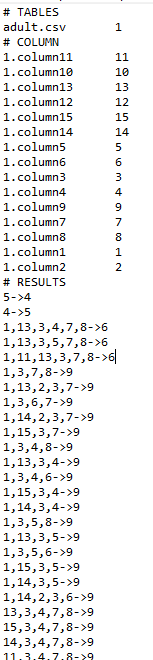 # TABLES
adult.csv	1
# COLUMN
1.column11	11
1.column10	10
1.column13	13
1.column12	12
1.column15	15
1.column14	14
1.column5	5
1.column6	6
1.column3	3
1.column4	4
1.column9	9
1.column7	7
1.column8	8
1.column1	1
1.column2	2
# RESULTS
5->4
4->5
1,13,3,4,7,8->6
1,13,3,5,7,8->6
1,11,13,3,7,8->6
1,3,7,8->9
1,13,2,3,7->9
1,3,6,7->9
1,14,2,3,7->9
1,15,3,7->9
1,3,4,8->9
1,13,3,4->9
1,3,4,6->9
1,15,3,4->9
1,14,3,4->9
1,3,5,8->9
1,13,3,5->9
1,3,5,6->9
1,15,3,5->9
1,14,3,5->9
1,14,2,3,6->9
13,3,4,7,8->9
15,3,4,7,8->9
14,3,4,7,8->9
11,3,4,7,8->9